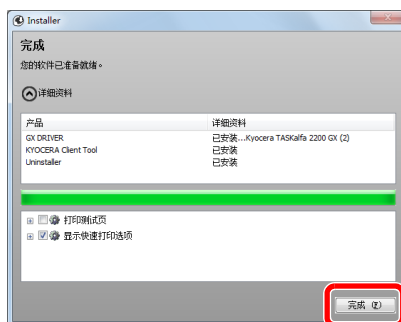 Installer
完成
您的软件已准备就绪。
详细资料
产品 详细资料
GX DRIVER 已安装...Kyocera TASKalfa 2200 GX (2)
KYOCERA Client Tool 已安装
Uninstaller 已安装
打印测试页
显示快速打印选项
完成 (F)